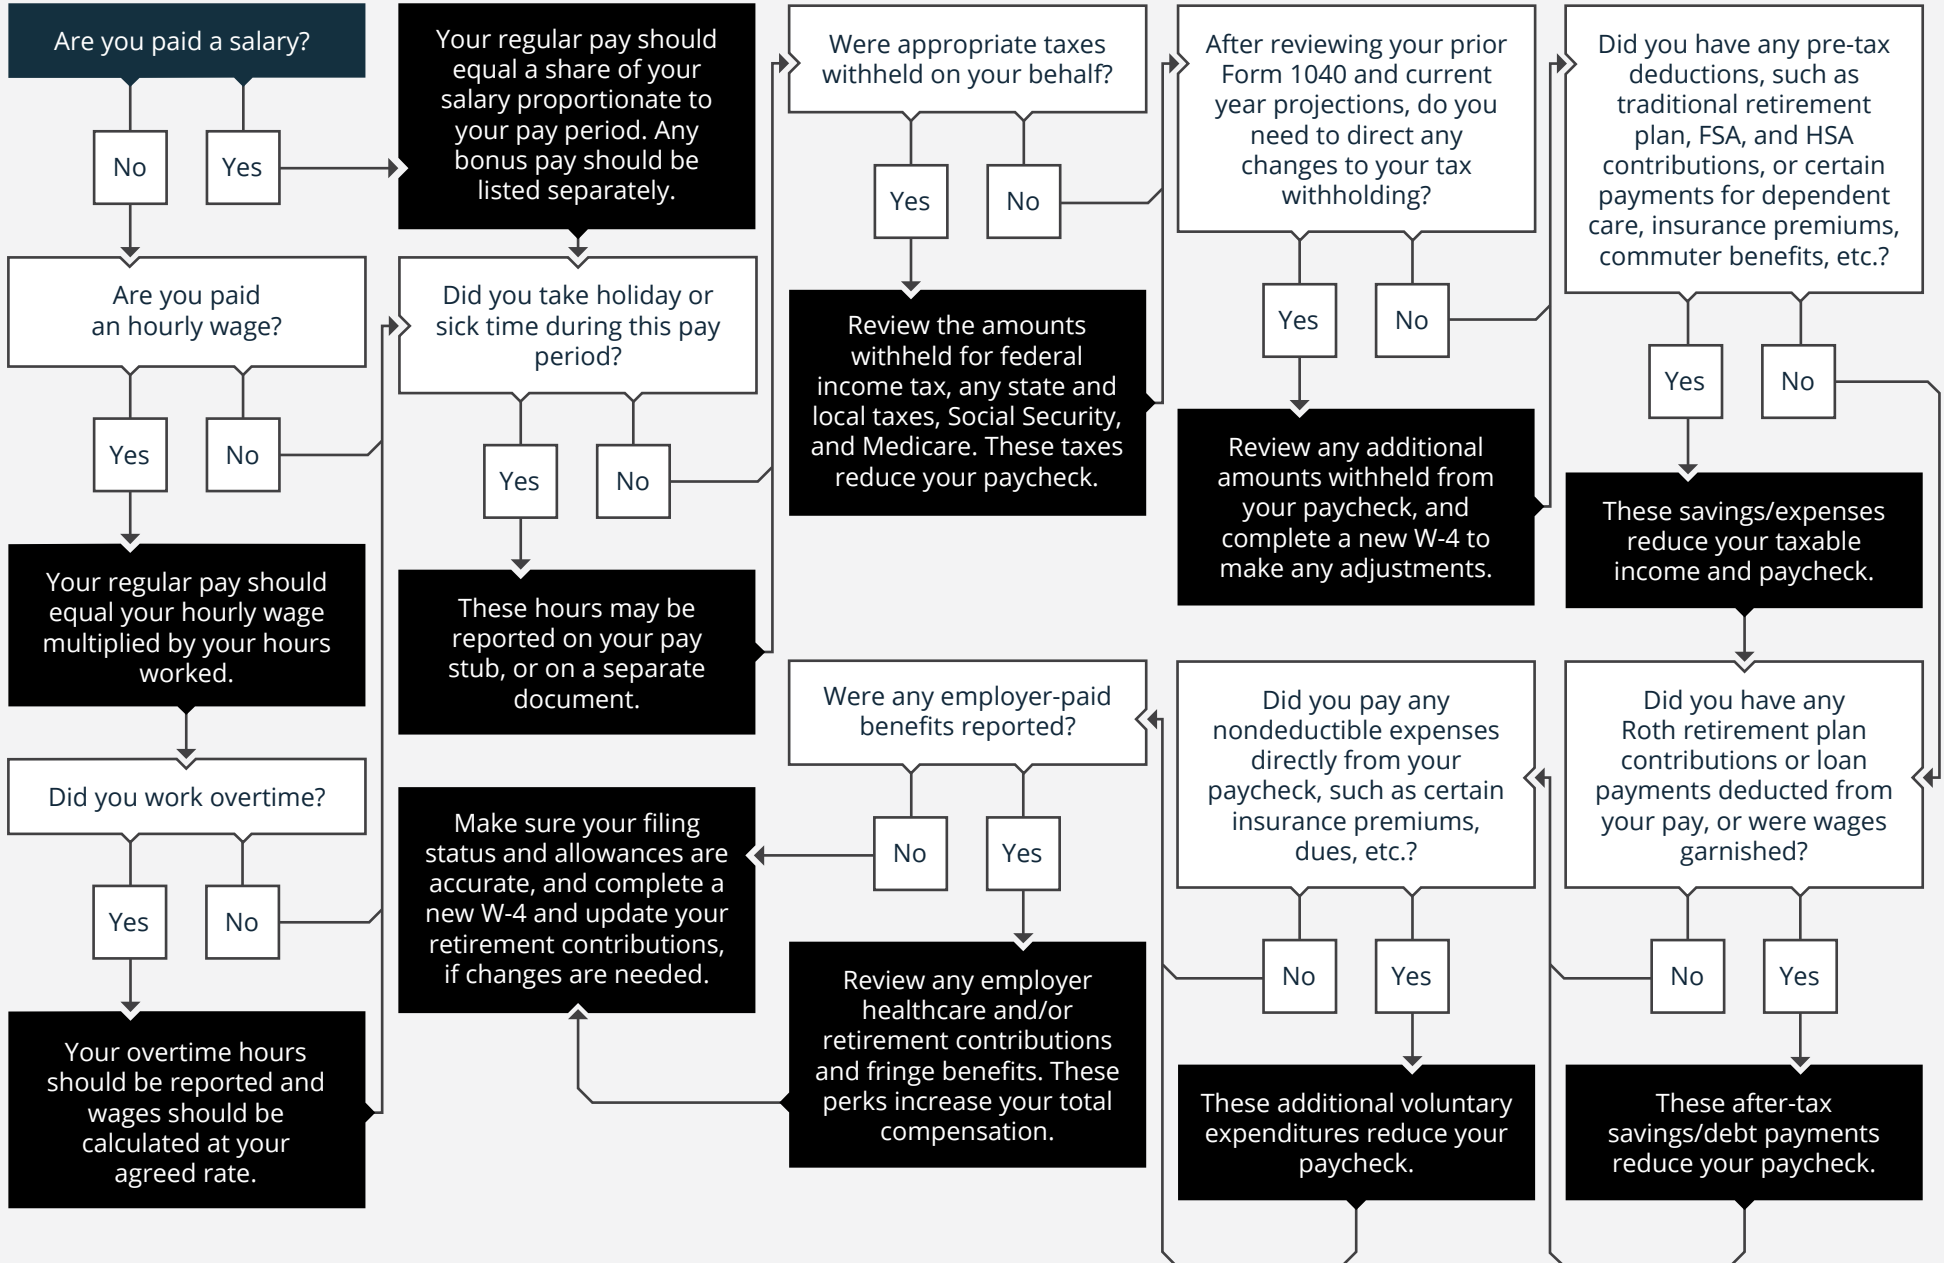 Are you paid a salary?
No
Yes
Your regular pay should
equal a share of your
salary proportionate to
your pay period. Any
bonus pay should be
listed separately.
Are you paid
an hourly wage?
Yes
No
Your regular pay should
equal your hourly wage
multiplied by your hours
worked.
Did you work overtime?
Yes
No
Your overtime hours
should be reported and
wages should be
calculated at your
agreed rate.
Did you take holiday or
sick time during this pay
period?
Yes
No
These hours may be
reported on your pay
stub, or on a separate
document.
Were appropriate taxes
withheld on your behalf?
Yes
No
Review the amounts
withheld for federal
income tax, any state and
local taxes, Social Security,
and Medicare. These taxes
reduce your paycheck.
After reviewing your prior
Form 1040 and current
year projections, do you
need to direct any
changes to your tax
withholding?
Yes
No
Review any additional
amounts withheld from
your paycheck, and
complete a new W-4 to
make any adjustments.
Did you have any pre-tax
deductions, such as
traditional retirement
plan, FSA, and HSA
contributions, or certain
payments for dependent
care, insurance premiums,
commuter benefits, etc.?
Yes
No
These savings/expenses
reduce your taxable
income and paycheck.
Did you have any
Roth retirement plan
contributions or loan
payments deducted from
your pay, or were wages
garnished?
No
Yes
These after-tax
savings/debt payments
reduce your paycheck.
Did you pay any
nondeductible expenses
directly from your
paycheck, such as certain
insurance premiums,
dues, etc.?
No
Yes
These additional voluntary
expenditures reduce your
paycheck.
Were any employer-paid
benefits reported?
No
Yes
Review any employer
healthcare and/or
retirement contributions
and fringe benefits. These
perks increase your total
compensation.
Make sure your filing
status and allowances are
accurate, and complete a
new W-4 and update your
retirement contributions,
if changes are needed.